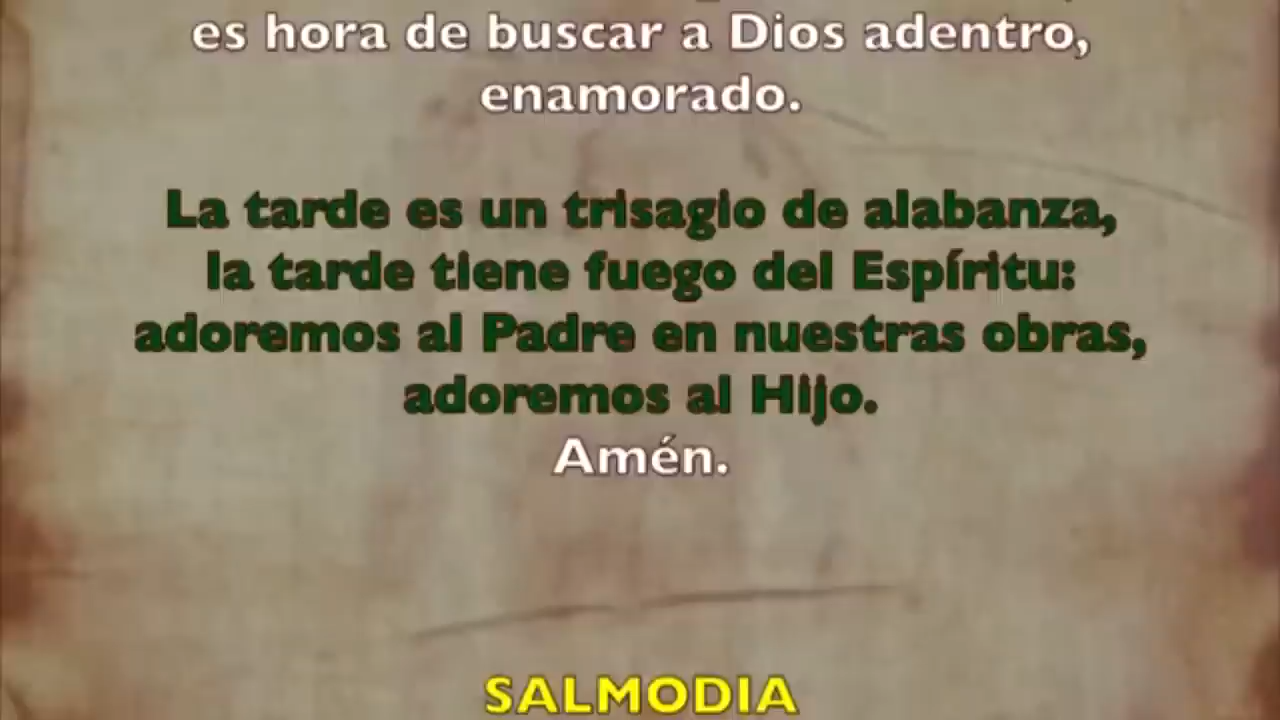 es hora de buscar a Dios adentro,
enamorado.
La tarde es un trisagio de alabanza,
la tarde tiene fuego del Espíritu:
adoremos al Padre en nuestras obras,
adoremos al Hijo.
Amén.
SALMODIA